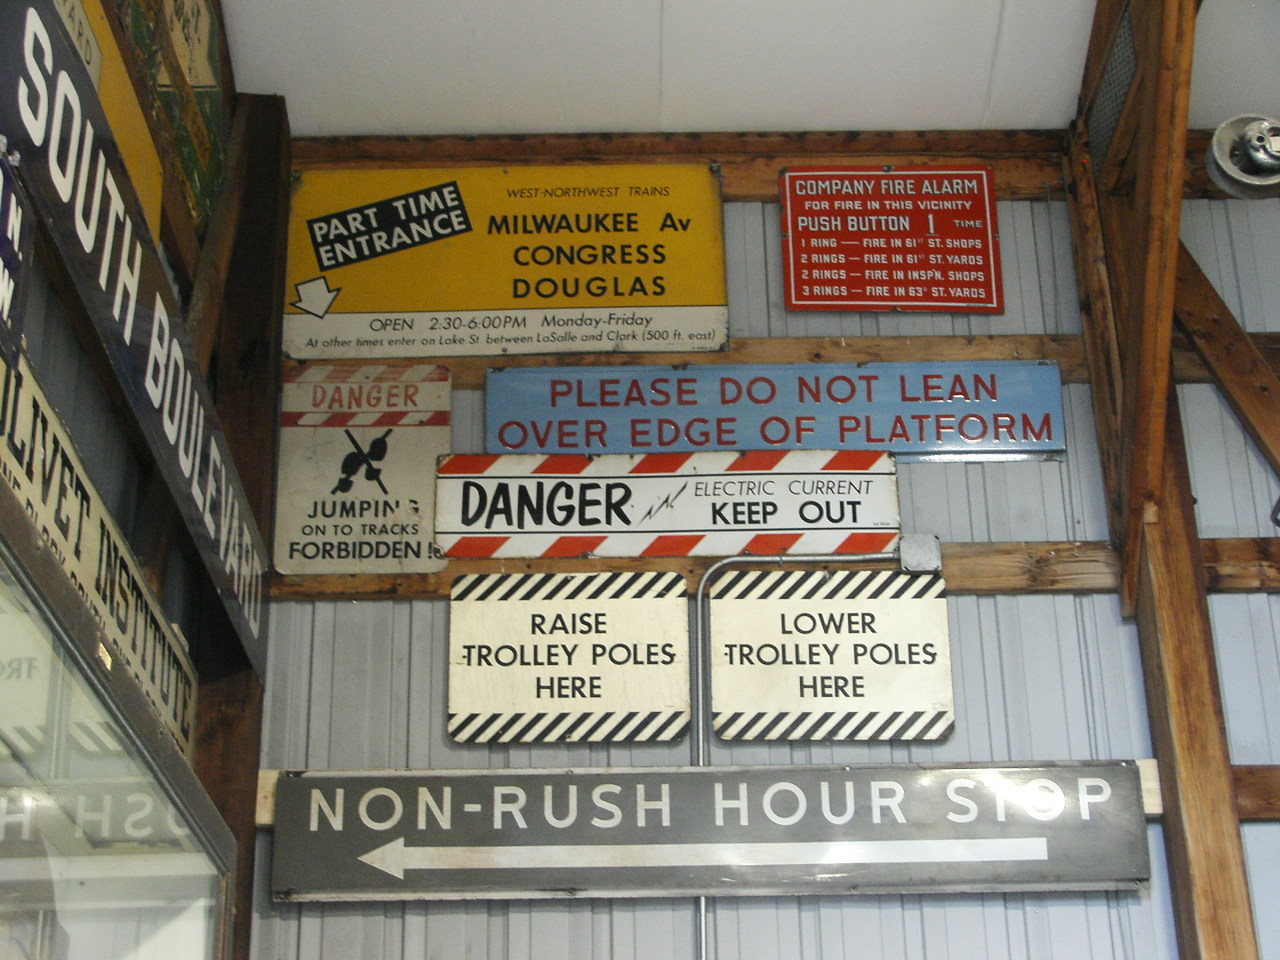 SOUTH BOULEVARD
PART TIME
ENTRANCE
WEST-NORTHWEST TRAINS
MILWAUKEE Av
CONGRESS
DOUGLAS
OPEN 2:30-6:00PM Monday-Friday
At other times enter on Lake St. between LaSalle and Clark (500 ft. east)
COMPANY FIRE ALARM
FOR FIRE IN THIS VICINITY
PUSH BUTTON 1 TIME
1 RING — FIRE IN 61ST ST. SHOPS
2 RINGS — FIRE IN 61ST ST. YARDS
2 RINGS — FIRE IN INSP'N. SHOPS
3 RINGS — FIRE IN 63RD ST. YARDS
DANGER
JUMPING
ON TO TRACKS
FORBIDDEN !
PLEASE DO NOT LEAN
OVER EDGE OF PLATFORM
DANGER ELECTRIC CURRENT
KEEP OUT
RAISE
TROLLEY POLES
HERE
LOWER
TROLLEY POLES
HERE
OLIVET INSTITUTE
NON-RUSH HOUR STOP